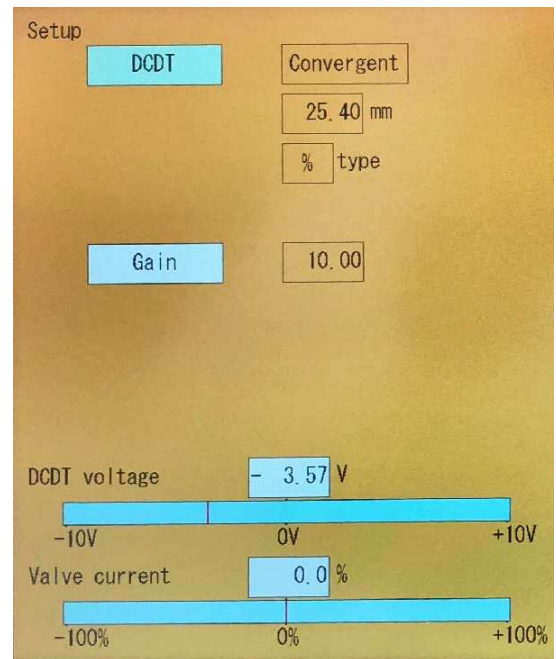 Setup
DCDT Convergent
25.40 mm
% type
Gain 10.00
DCDT voltage - 3.57 V
-10V 0V +10V
Valve current 0.0 %
-100% 0% +100%